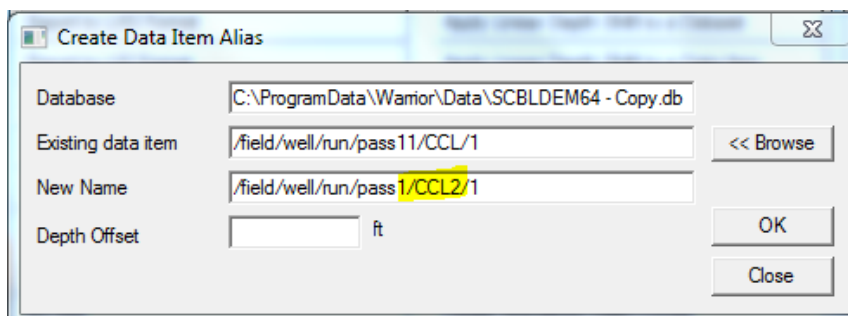 Create Data Item Alias
Database C:\ProgramData\Warrior\Data\SCBLDEM64 - Copy.db
Existing data item /field/well/run/pass11/CCL/1 << Browse
New Name /field/well/run/pass1/CCL2/1
Depth Offset ft OK
Close